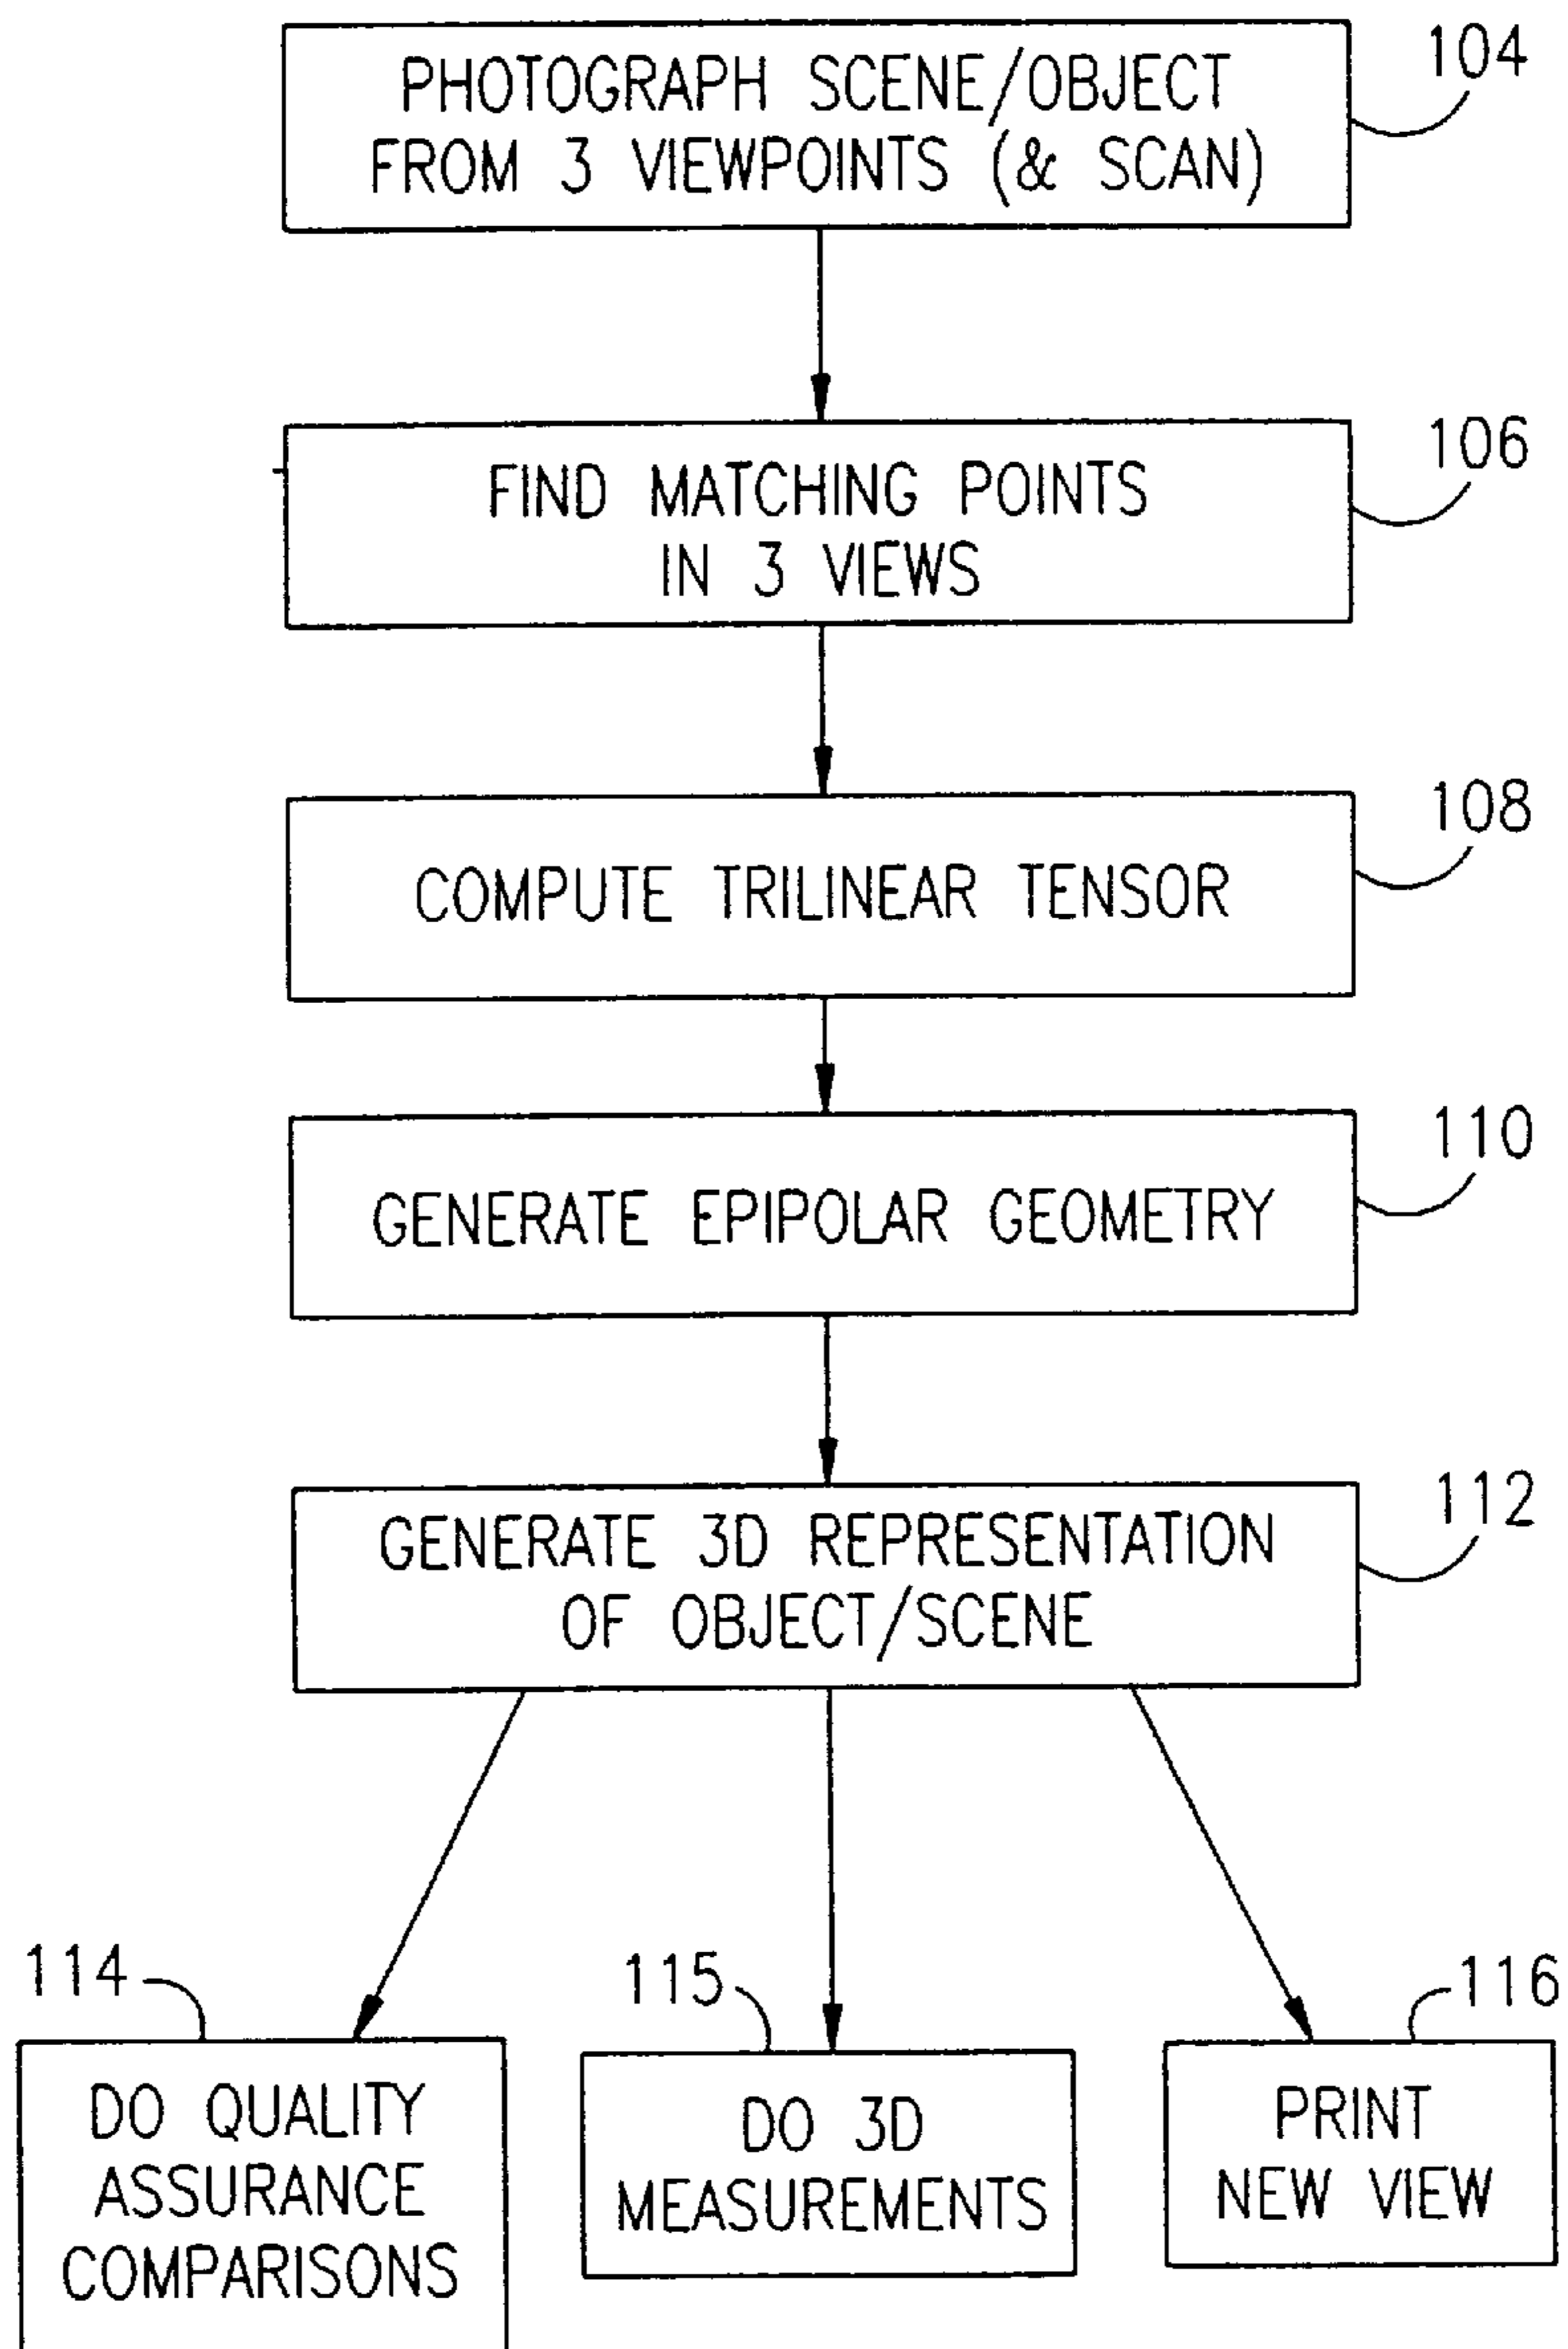 104
PHOTOGRAPH SCENE/OBJECT
FROM 3 VIEWPOINTS (& SCAN)
106
FIND MATCHING POINTS
IN 3 VIEWS
108
COMPUTE TRILINEAR TENSOR
110
GENERATE EPIPOLAR GEOMETRY
112
GENERATE 3D REPRESENTATION
OF OBJECT/SCENE
114
DO QUALITY
ASSURANCE
COMPARISONS
115
DO 3D
MEASUREMENTS
116
PRINT
NEW VIEW